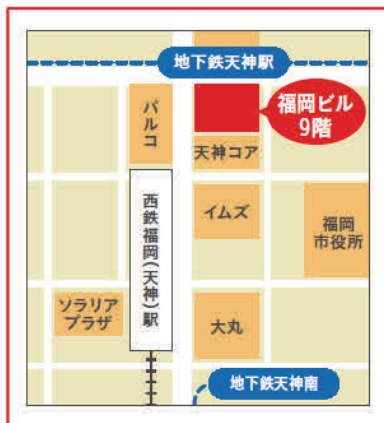 地下鉄天神駅
パルコ
福岡ビル
9階
天神コア
西鉄福岡(天神)駅
イムズ
福岡
市役所
ソラリア
プラザ
大丸
地下鉄天神南